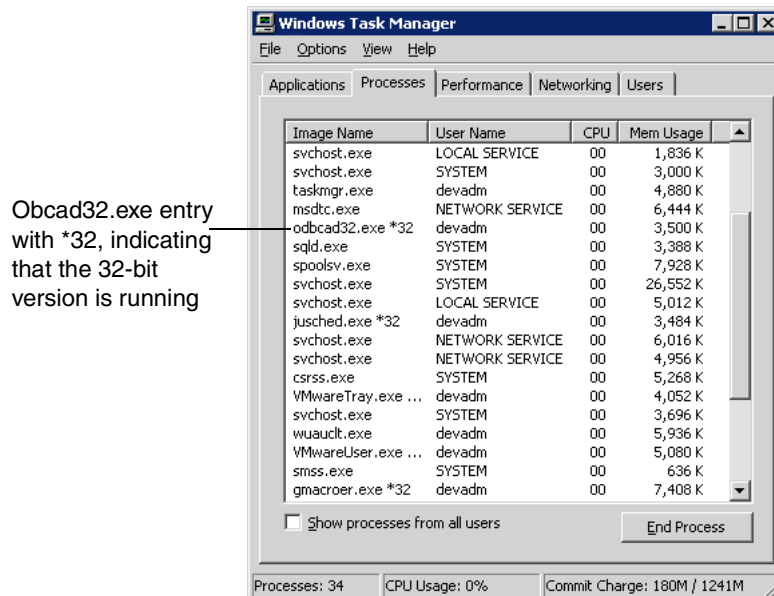 Windows Task Manager
File Options View Help
Applications Processes Performance Networking Users
Image Name User Name CPU Mem Usage
svchost.exe LOCAL SERVICE 00 1,836 K
svchost.exe SYSTEM 00 3,000 K
taskmgr.exe devadm 00 4,880 K
msdtc.exe NETWORK SERVICE 00 6,444 K
odbcad32.exe *32 devadm 00 3,500 K
sqld.exe SYSTEM 00 3,388 K
spoolsv.exe SYSTEM 00 7,928 K
svchost.exe SYSTEM 00 26,552 K
svchost.exe LOCAL SERVICE 00 5,012 K
jusched.exe *32 devadm 00 3,484 K
svchost.exe NETWORK SERVICE 00 6,016 K
svchost.exe NETWORK SERVICE 00 4,956 K
csrss.exe SYSTEM 00 5,268 K
VMwareTray.exe ... devadm 00 4,052 K
svchost.exe SYSTEM 00 3,696 K
wuauclt.exe devadm 00 5,936 K
VMwareUser.exe ... devadm 00 5,080 K
smss.exe SYSTEM 00 636 K
gmacroer.exe *32 devadm 00 7,408 K
Show processes from all users
End Process
Processes: 34 CPU Usage: 0% Commit Charge: 180M / 1241M
Obcad32.exe entry
with *32, indicating
that the 32-bit
version is running